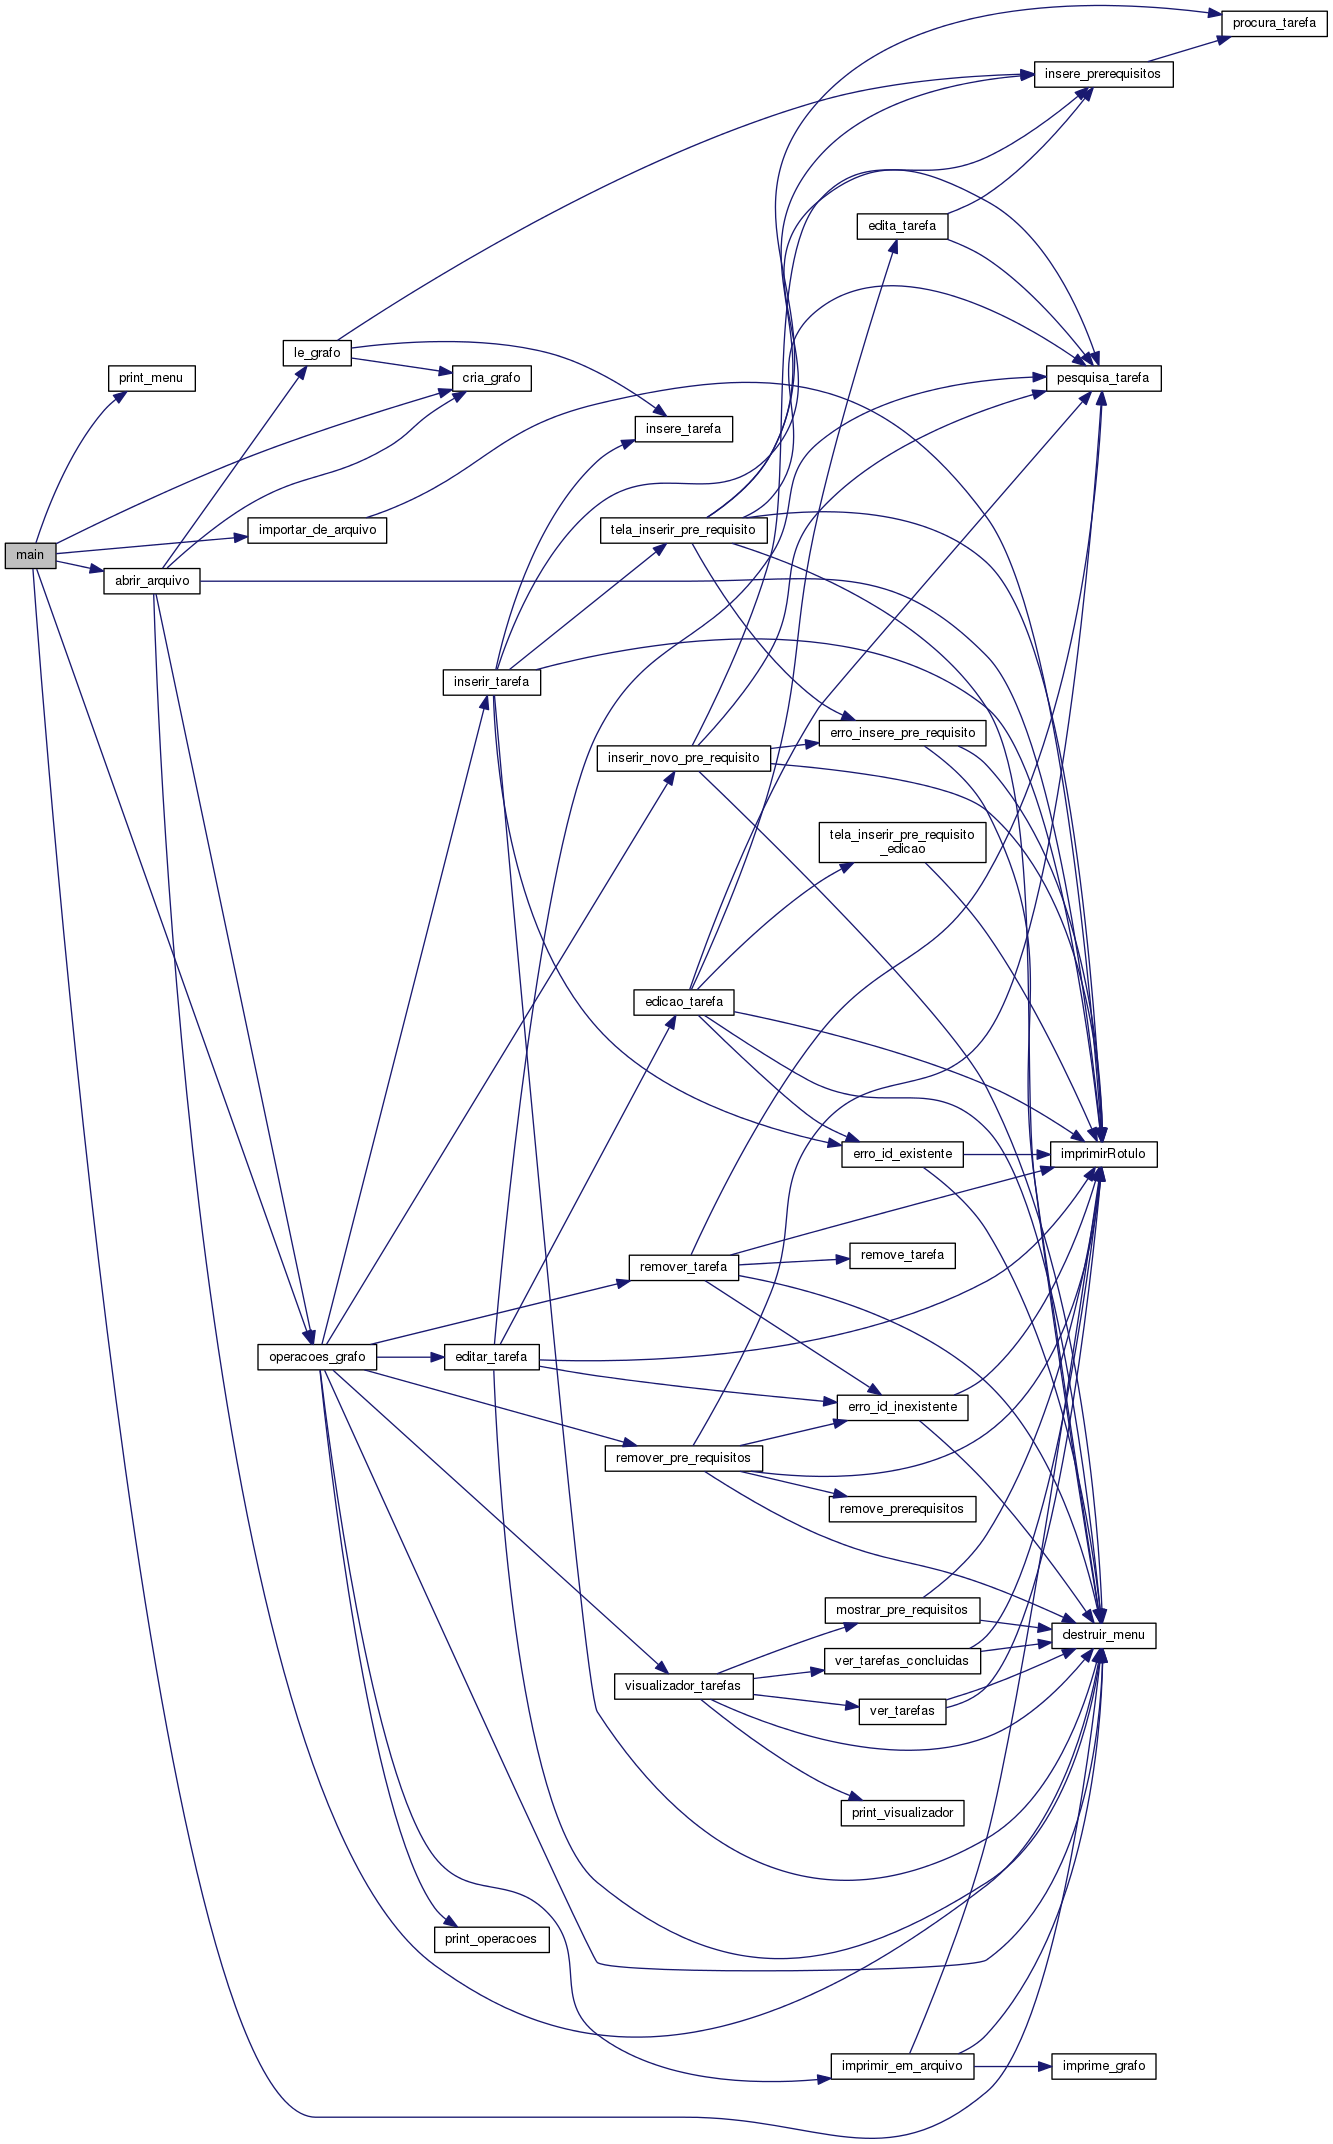 procura_tarefa
insere_prerequisitos
edita_tarefa
le_grafo
print_menu
cria_grafo
pesquisa_tarefa
insere_tarefa
importar_de_arquivo
tela_inserir_pre_requisito
main
abrir_arquivo
inserir_tarefa
erro_insere_pre_requisito
inserir_novo_pre_requisito
tela_inserir_pre_requisito
_edicao
edicao_tarefa
erro_id_existente
imprimirRotulo
remove_tarefa
remover_tarefa
operacoes_grafo
editar_tarefa
erro_id_inexistente
remover_pre_requisitos
remove_prerequisitos
mostrar_pre_requisitos
destruir_menu
ver_tarefas_concluidas
visualizador_tarefas
ver_tarefas
print_visualizador
print_operacoes
imprimir_em_arquivo
imprime_grafo